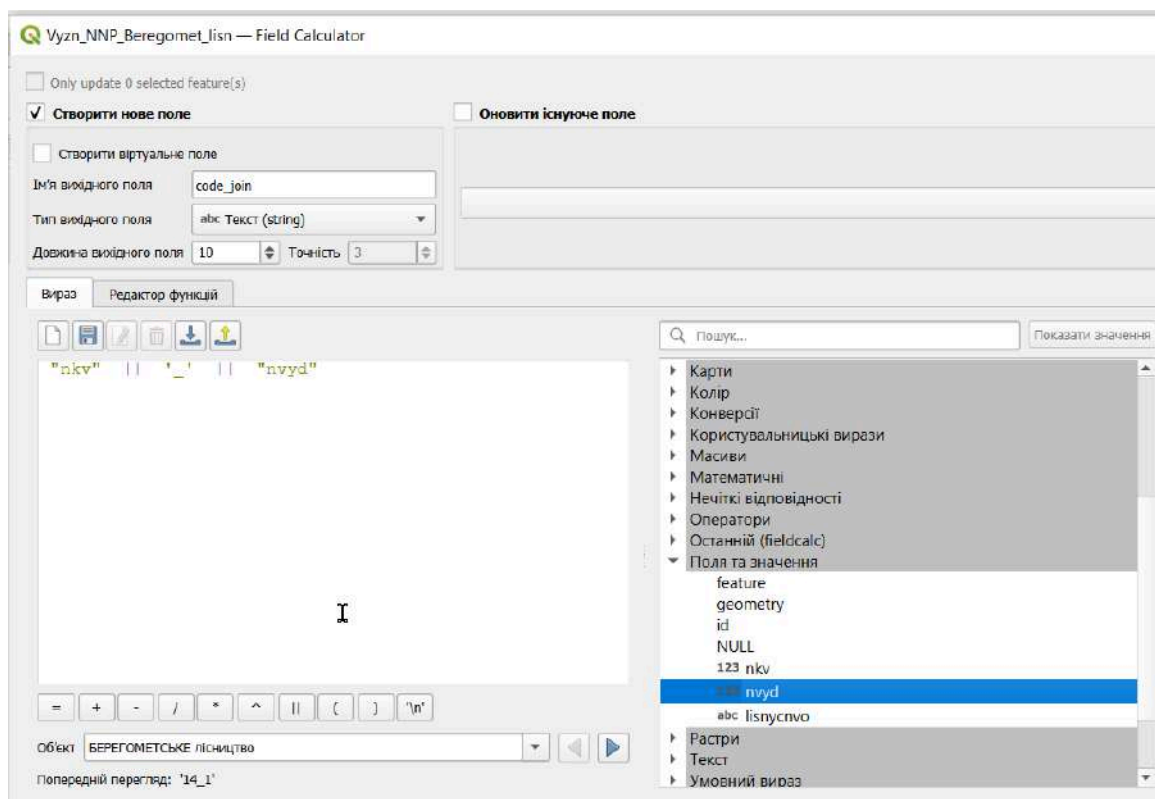 Vyzn_NNP_Beregomet_lisn — Field Calculator
Only update 0 selected feature(s)
Створити нове поле
Оновити існуюче поле
Створити віртуальне поле
Ім'я вихідного поля code_join
Тип вихідного поля abc Текст (string)
Довжина вихідного поля 10 Точність 3
Вираз Редактор функцій
Пошук... Показати значення
"nkv" || '_' || "nvyd"
Карти
Колір
Конверсії
Користувальницькі вирази
Масиви
Математичні
Нечіткі відповідності
Оператори
Останній (fieldcalc)
Поля та значення
feature
geometry
id
NULL
123 nkv
nvyd
abc lisnycnvo
Растри
Текст
Умовний вираз
= + - / * ^ || ( ) '\n'
Об'єкт БЕРЕГОМЕТСЬКЕ лісництво
Попередній перегляд: '14_1'